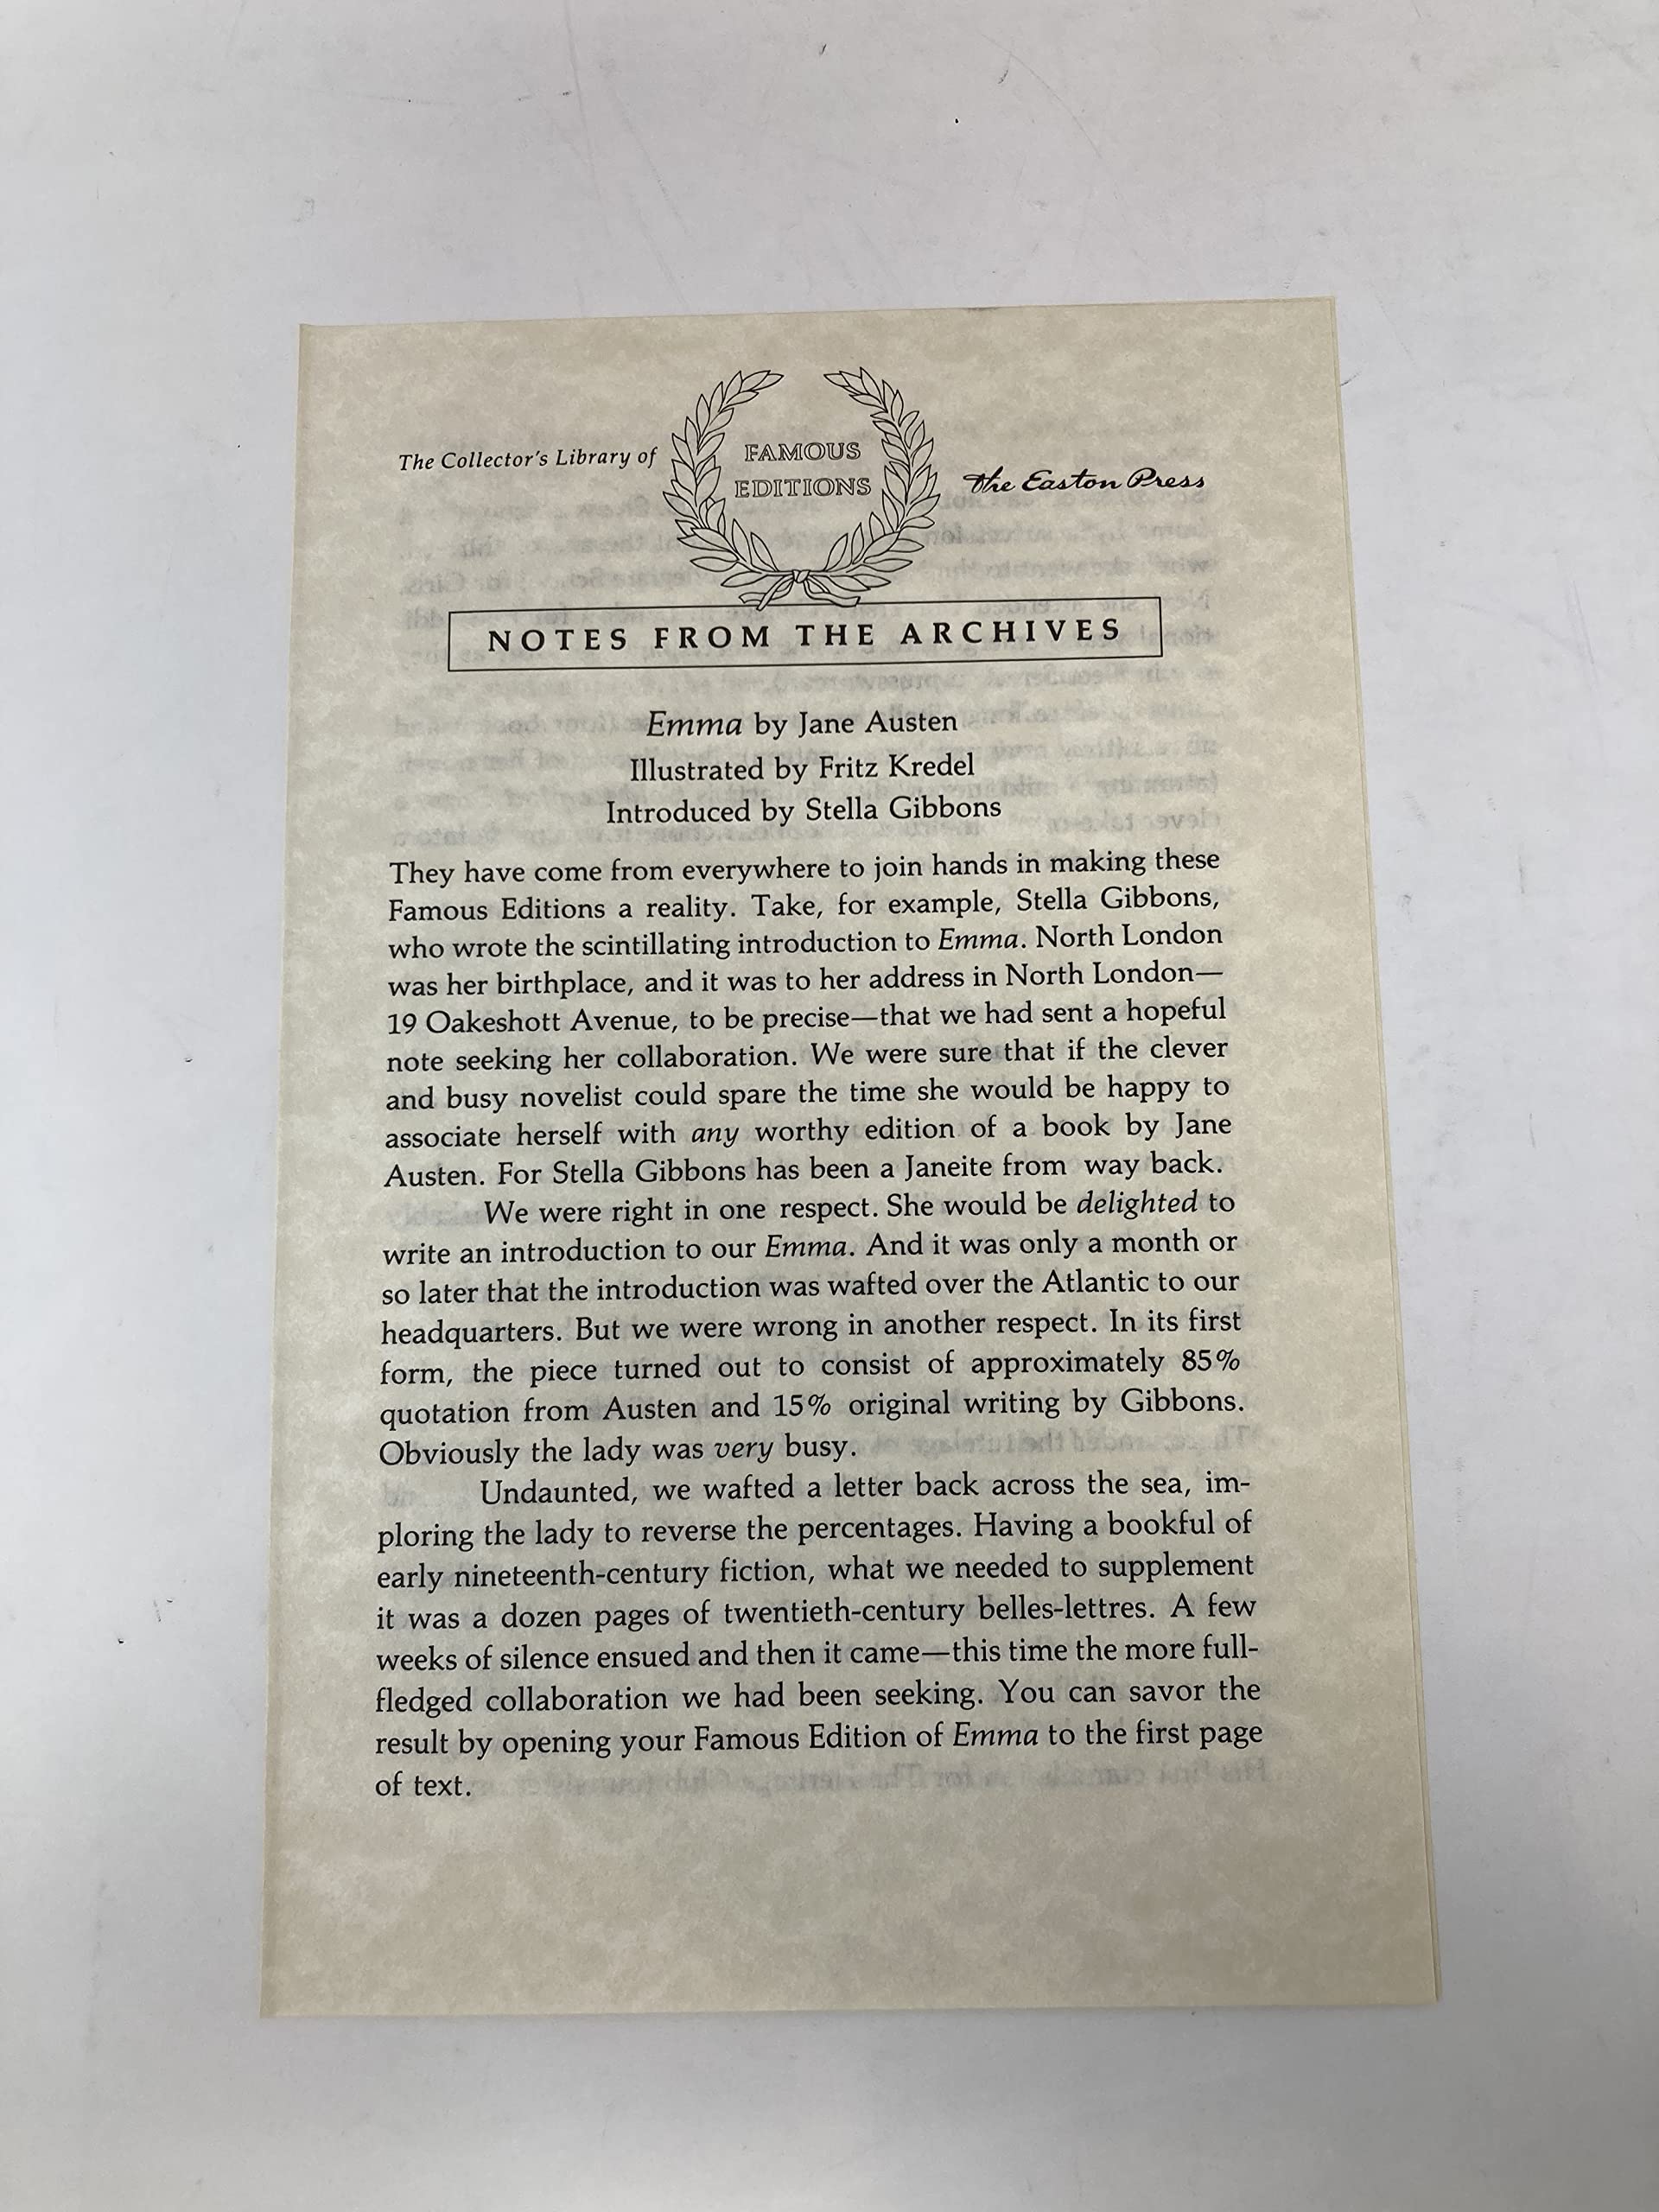 The Collector's Library of
FAMOUS
EDITIONS
the Easton Press
NOTES FROM THE ARCHIVES
Emma by Jane Austen
Illustrated by Fritz Kredel
Introduced by Stella Gibbons
They have come from everywhere to join hands in making these
Famous Editions a reality. Take, for example, Stella Gibbons,
who wrote the scintillating introduction to Emma. North London
was her birthplace, and it was to her address in North London—
19 Oakeshott Avenue, to be precise—that we had sent a hopeful
note seeking her collaboration. We were sure that if the clever
and busy novelist could spare the time she would be happy to
associate herself with any worthy edition of a book by Jane
Austen. For Stella Gibbons has been a Janeite from way back.
We were right in one respect. She would be delighted to
write an introduction to our Emma. And it was only a month or
so later that the introduction was wafted over the Atlantic to our
headquarters. But we were wrong in another respect. In its first
form, the piece turned out to consist of approximately 85%
quotation from Austen and 15% original writing by Gibbons.
Obviously the lady was very busy.
Undaunted, we wafted a letter back across the sea, im-
ploring the lady to reverse the percentages. Having a bookful of
early nineteenth-century fiction, what we needed to supplement
it was a dozen pages of twentieth-century belles-lettres. A few
weeks of silence ensued and then it came—this time the more full-
fledged collaboration we had been seeking. You can savor the
result by opening your Famous Edition of Emma to the first page
of text.